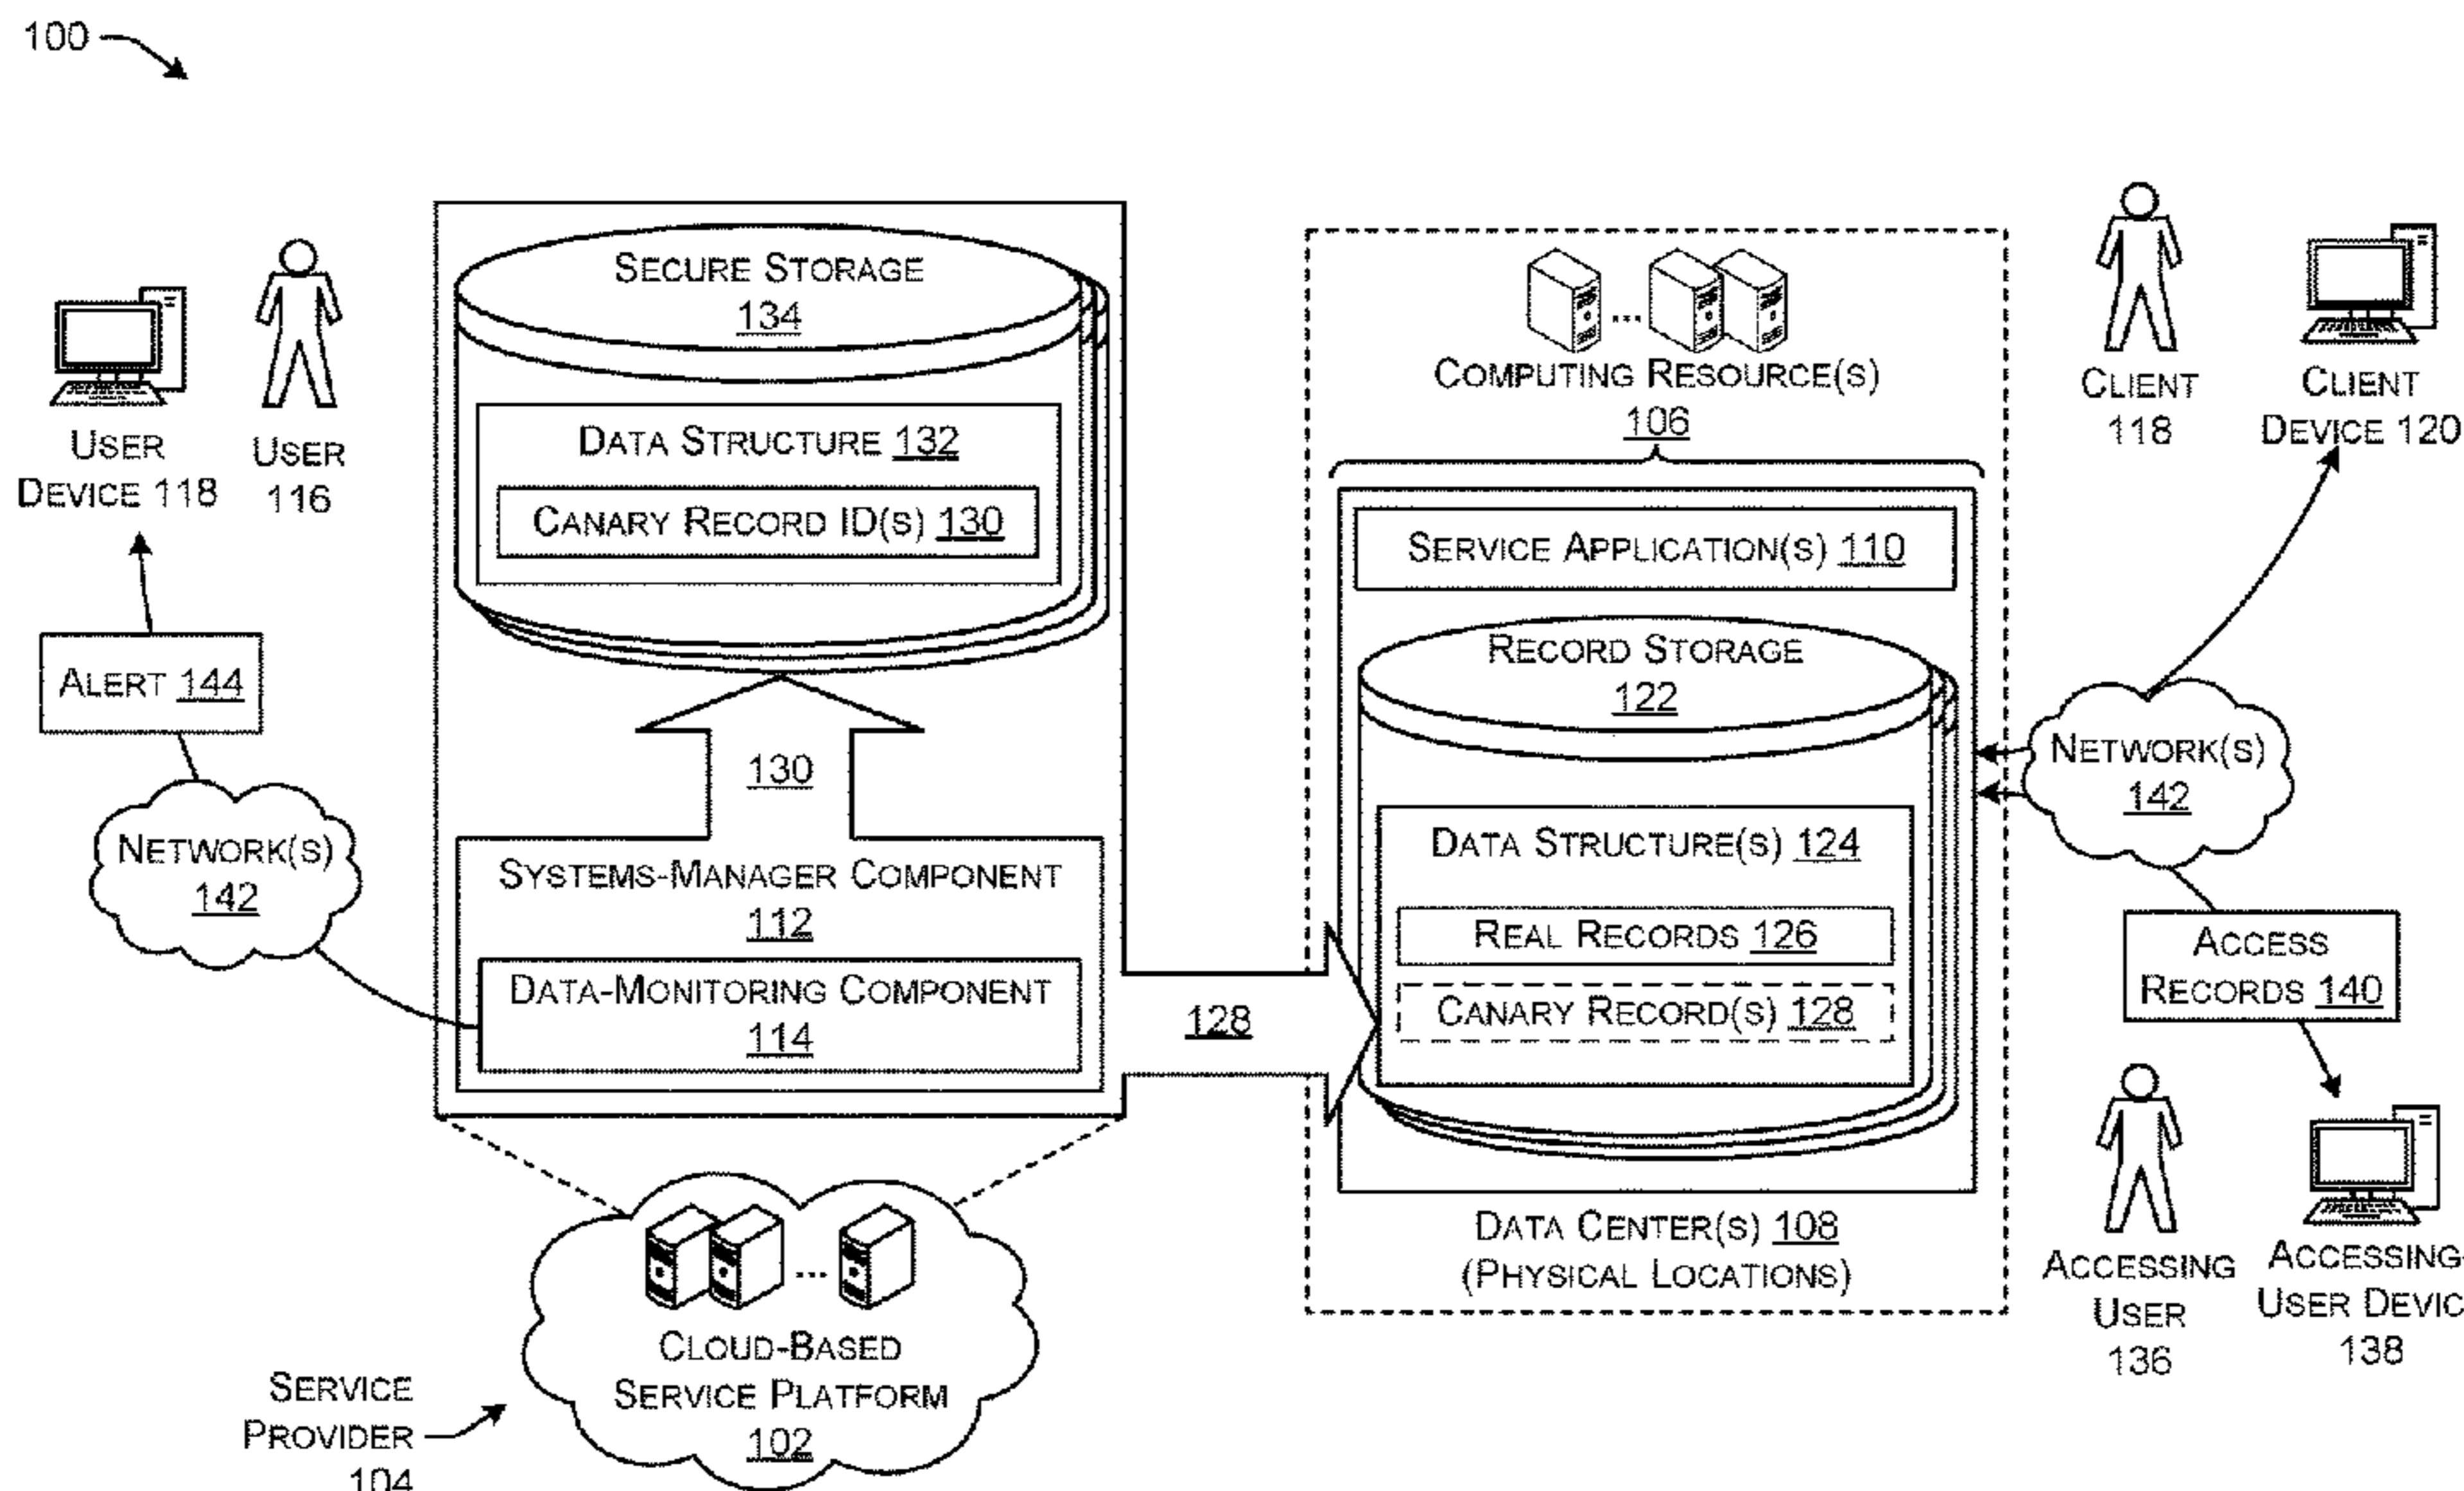 100
SECURE STORAGE
134
DATA STRUCTURE 132
CANARY RECORD ID(S) 130
USER
DEVICE 118
USER
116
ALERT 144
NETWORK(S)
142
130
SYSTEMS-MANAGER COMPONENT
112
DATA-MONITORING COMPONENT
114
128
CLOUD-BASED
SERVICE PLATFORM
102
SERVICE
PROVIDER
104
...
COMPUTING RESOURCE(S)
106
SERVICE APPLICATION(S) 110
RECORD STORAGE
122
DATA STRUCTURE(S) 124
REAL RECORDS 126
CANARY RECORD(S) 128
DATA CENTER(S) 108
(PHYSICAL LOCATIONS)
CLIENT
118
CLIENT
DEVICE 120
NETWORK(S)
142
ACCESS
RECORDS 140
ACCESSING
USER
136
ACCESSING-
USER DEVIC
138
...